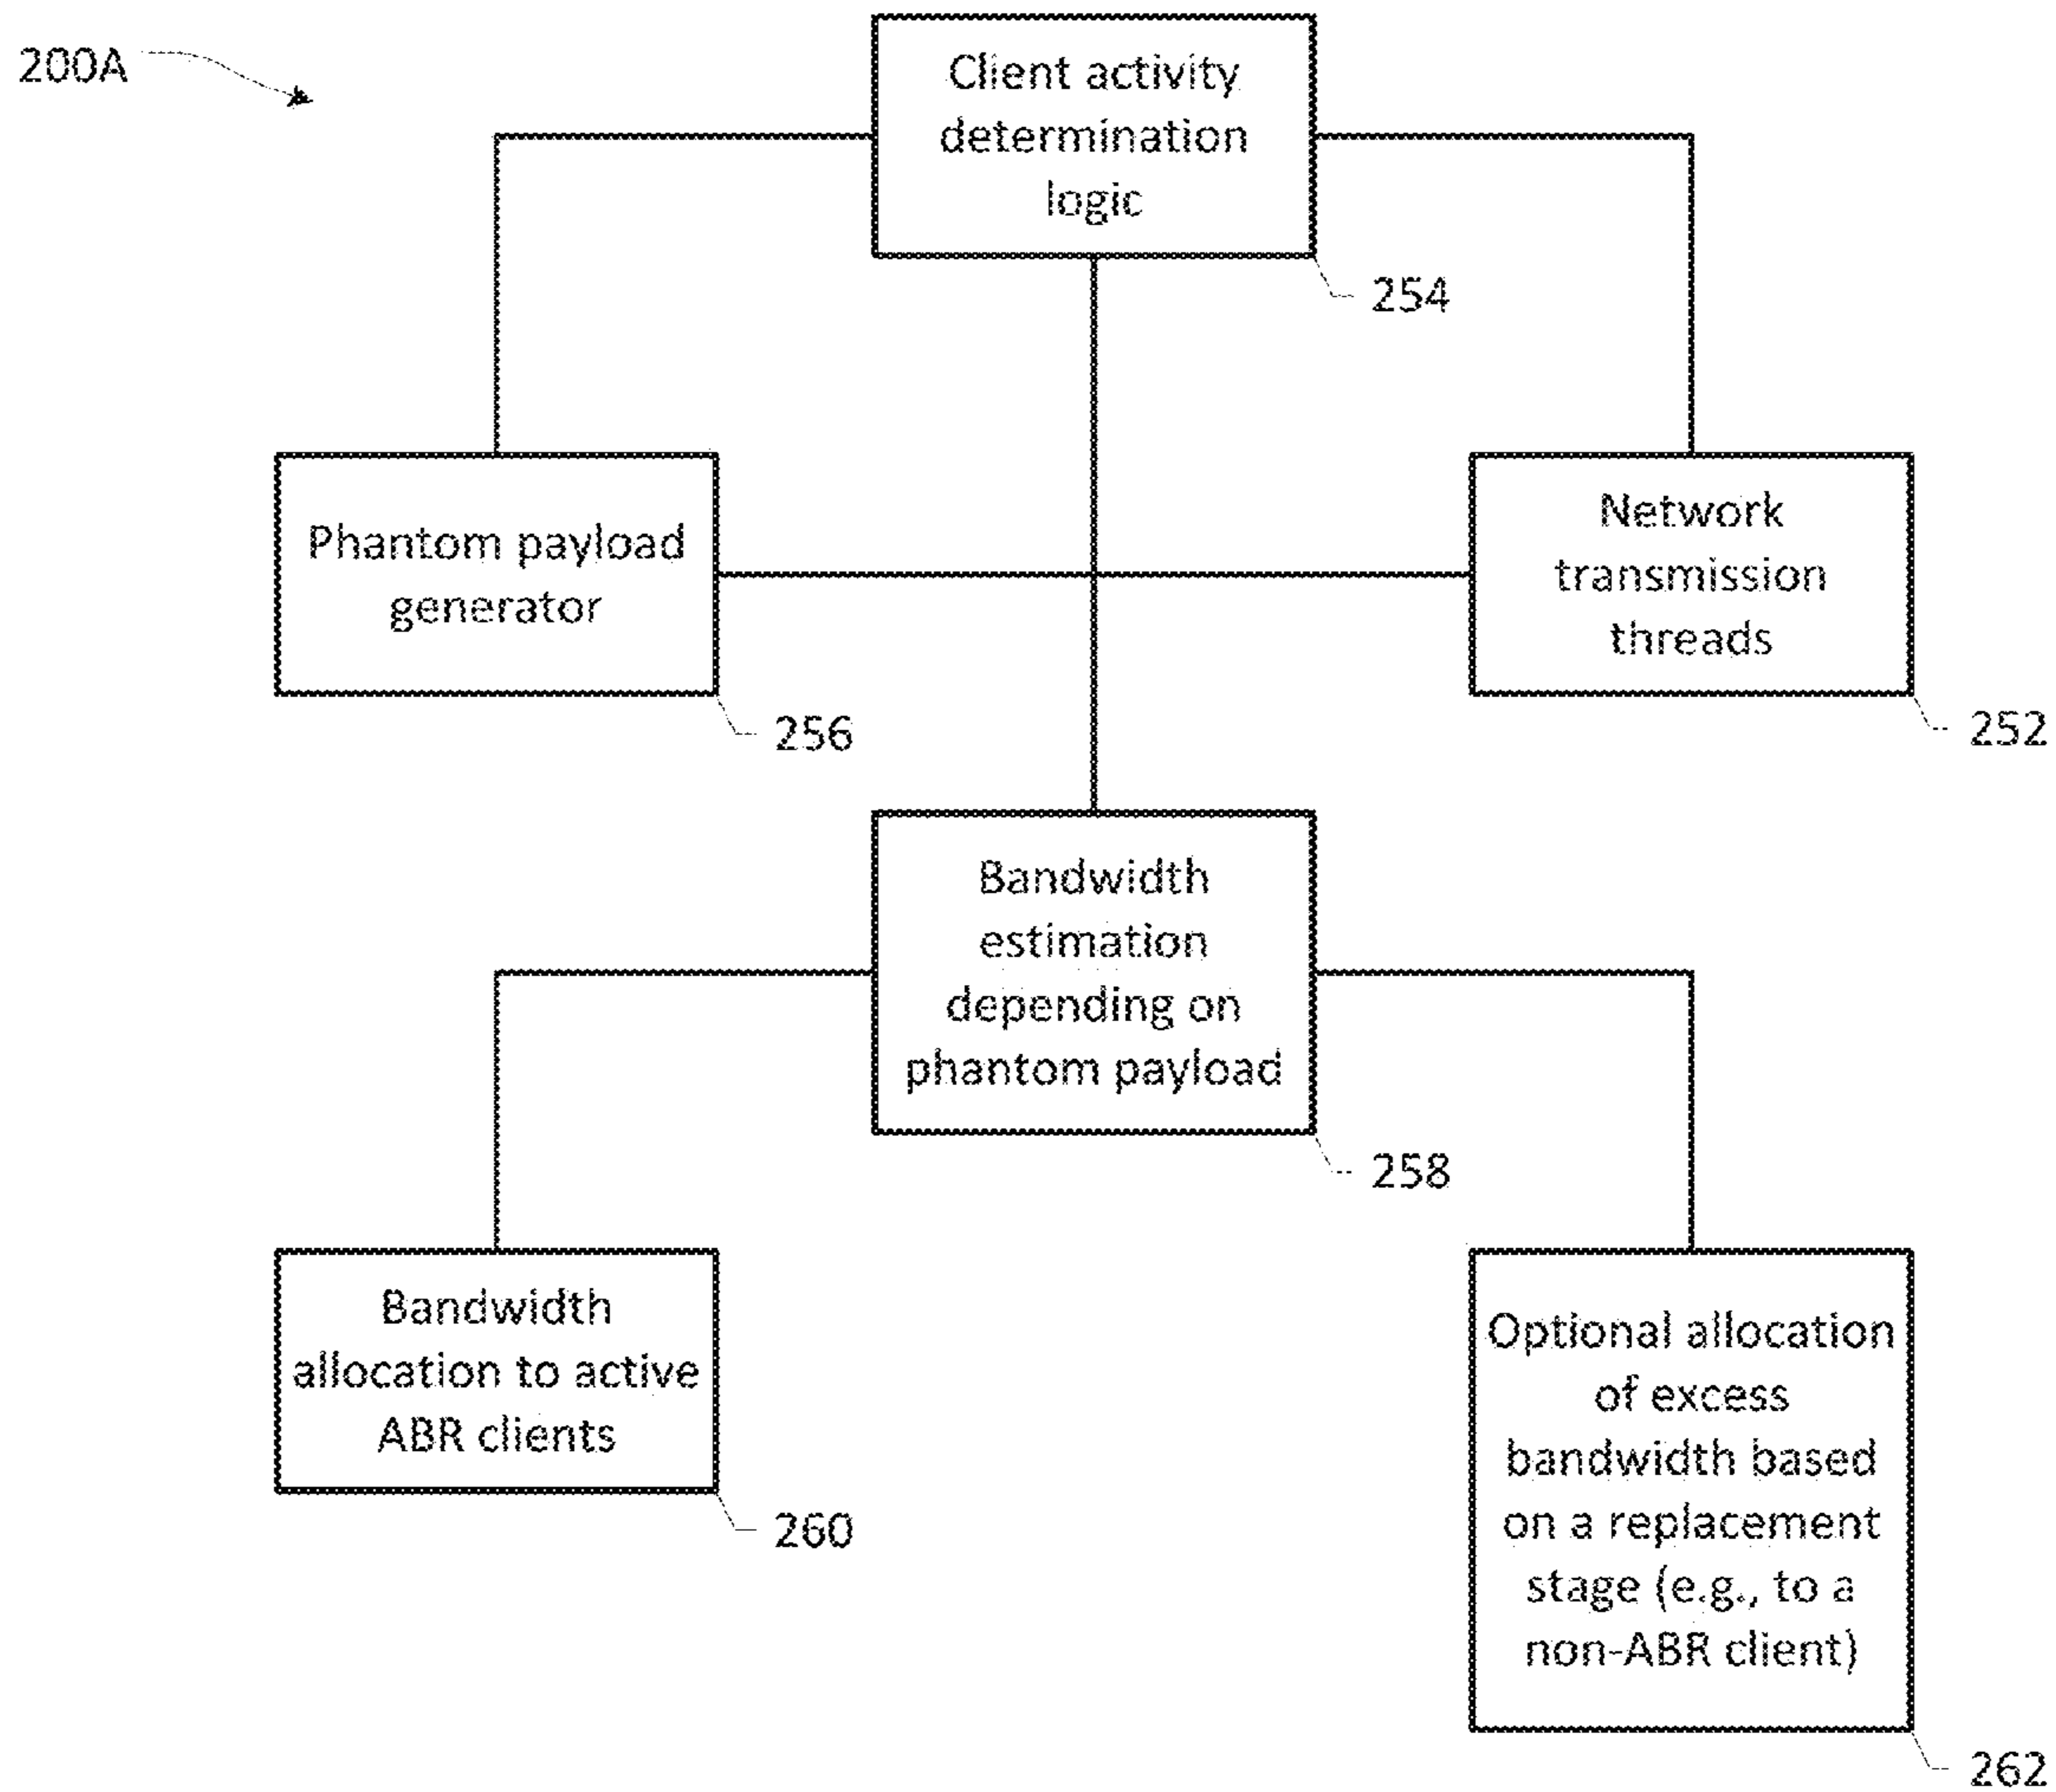 200A
Client activity
determination
logic
254
Phantom payload
generator
256
Network
transmission
threads
252
Bandwidth
estimation
depending on
phantom payload
258
Bandwidth
allocation to active
ABR clients
260
Optional allocation
of excess
bandwidth based
on a replacement
stage (e.g., to a
non-ABR client)
262